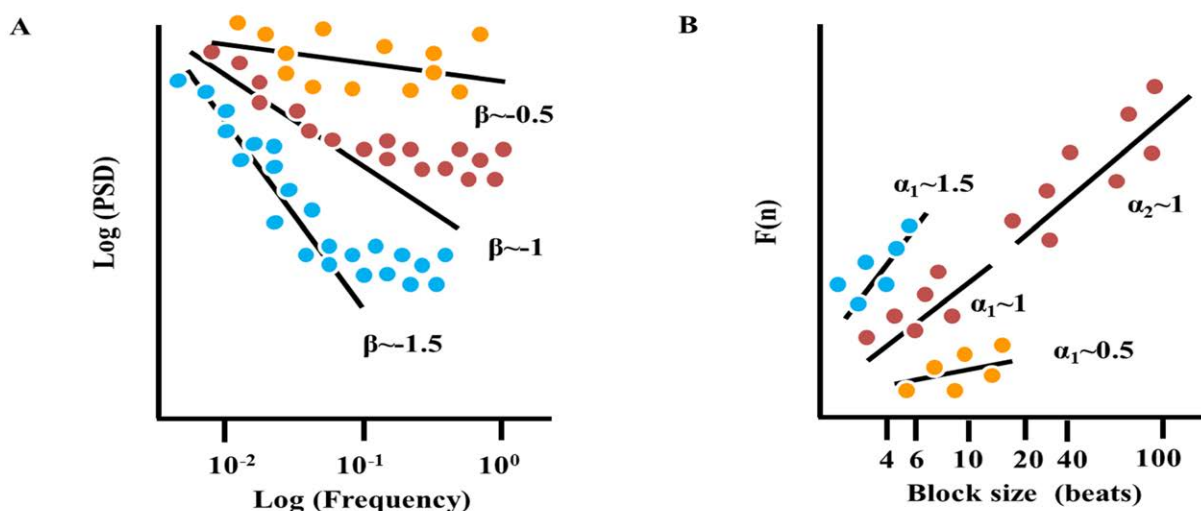 A
Log (PSD)
β~-0.5
β~-1
β~-1.5
10⁻²
10⁻¹
10⁰
Log (Frequency)
B
F(n)
α₁~1.5
α₂~1
α₁~1
α₁~0.5
4 6 10 20 40 100
Block size (beats)